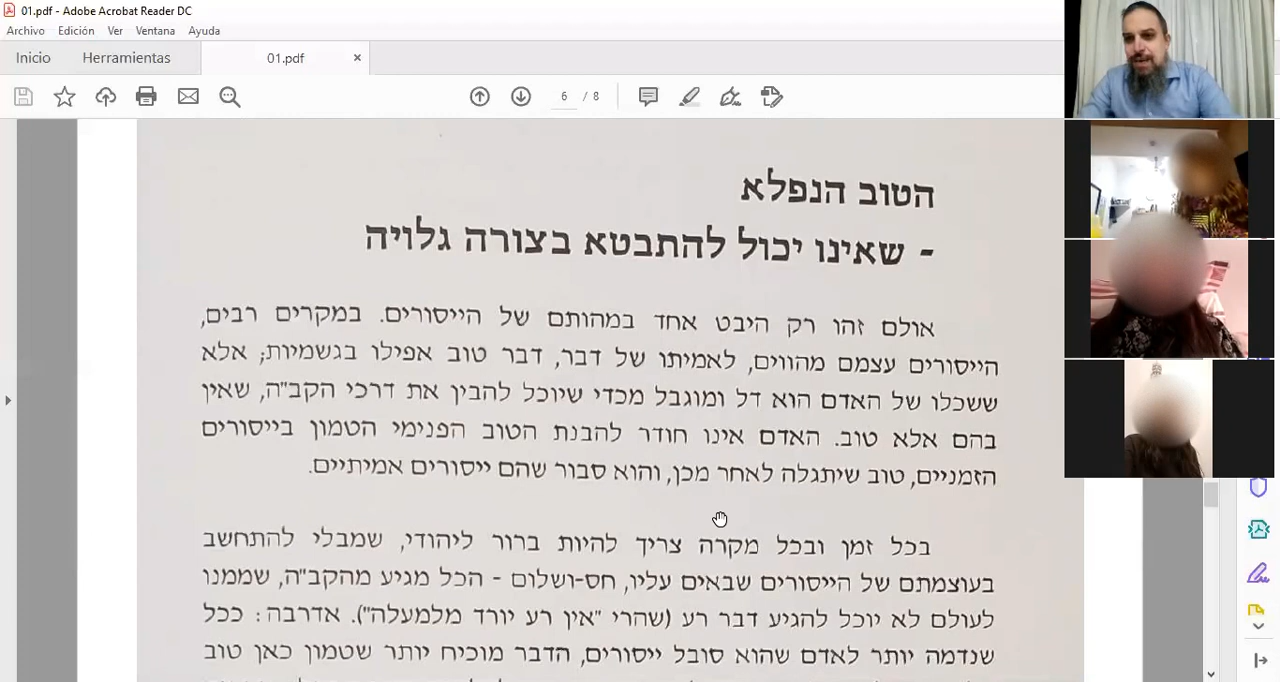 01.pdf - Adobe Acrobat Reader DC
Archivo Edición Ver Ventana Ayuda
Inicio Herramientas 01.pdf ×
6 / 8
הטוב הנפלא
- שאינו יכול להתבטא בצורה גלויה
אולם זהו רק היבט אחד במהותם של הייסורים. במקרים רבים,
הייסורים עצמם מהווים, לאמיתו של דבר, דבר טוב אפילו בגשמיות; אלא
ששכלו של האדם הוא דל ומוגבל מכדי שיוכל להבין את דרכי הקב"ה, שאין
בהם אלא טוב. האדם אינו חודר להבנת הטוב הפנימי הטמון בייסורים
הזמניים, טוב שיתגלה לאחר מכן, והוא סבור שהם ייסורים אמיתיים.
בכל זמן ובכל מקרה צריך להיות ברור ליהודי, שמבלי להתחשב
בעוצמתם של הייסורים שבאים עליו, חס-ושלום - הכל מגיע מהקב"ה, שממנו
לעולם לא יוכל להגיע דבר רע (שהרי "אין רע יורד מלמעלה"). אדרבה: ככל
שנדמה יותר לאדם שהוא סובל ייסורים, הדבר מוכיח יותר שטמון כאן טוב